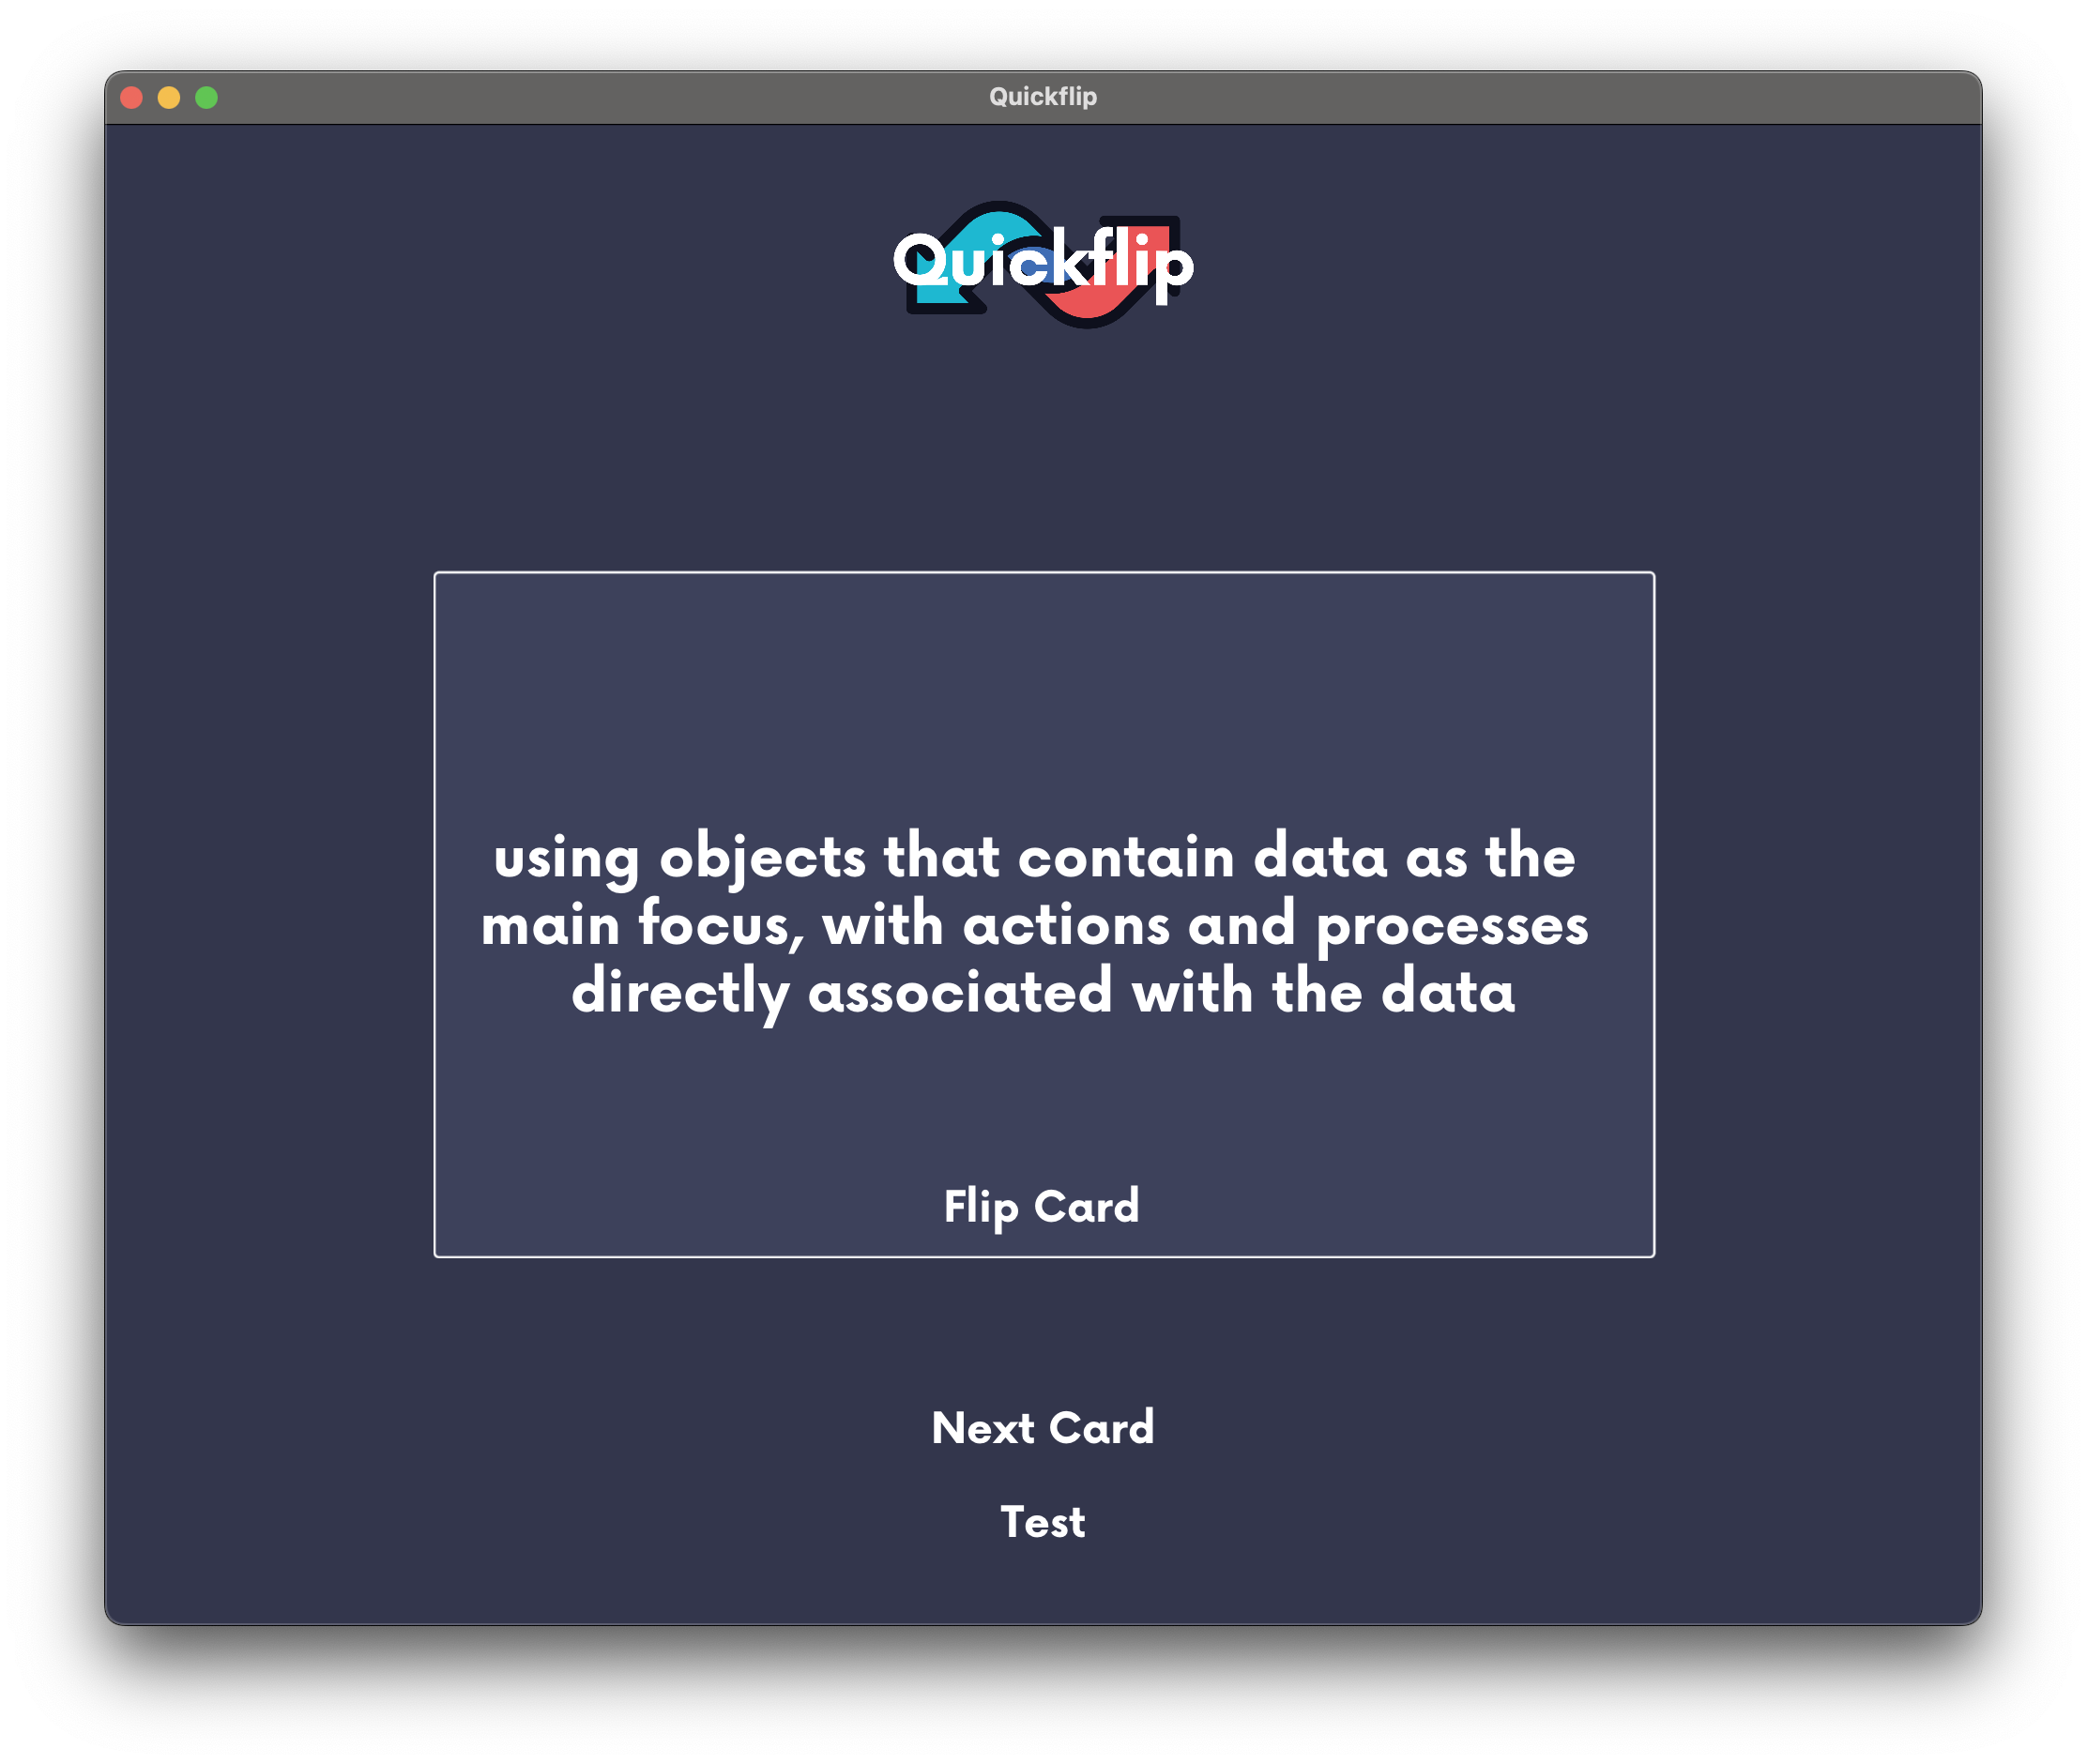 Quickflip
Quickflip
using objects that contain data as the
main focus, with actions and processes
directly associated with the data
Flip Card
Next Card
Test